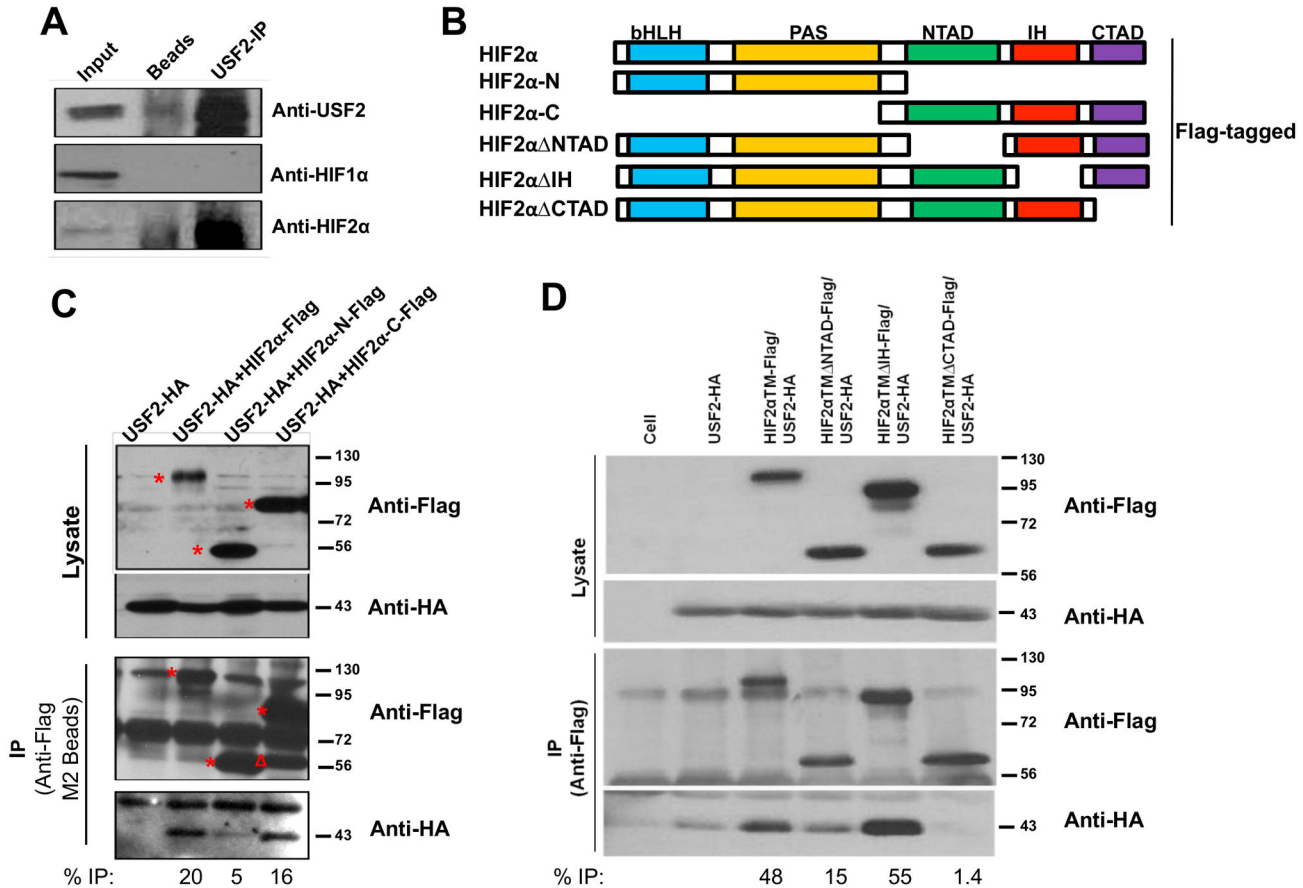 A
Input
Beads
USF2-IP
Anti-USF2
Anti-HIF1α
Anti-HIF2α
B
bHLH PAS NTAD IH CTAD
HIF2α
HIF2α-N
HIF2α-C
HIF2αΔNTAD
HIF2αΔIH
HIF2αΔCTAD
Flag-tagged
C
USF2-HA
USF2-HA+HIF2α-Flag
USF2-HA+HIF2α-N-Flag
USF2-HA+HIF2α-C-Flag
Lysate
* * *
130
95
72
56
Anti-Flag
43
Anti-HA
IP
(Anti-Flag
M2 Beads)
* * * Δ
130
95
72
56
Anti-Flag
43
Anti-HA
% IP: 20 5 16
D
Cell
USF2-HA
HIF2αTM-Flag/
USF2-HA
HIF2αTMΔNTAD-Flag/
USF2-HA
HIF2αTMΔIH-Flag/
USF2-HA
HIF2αTMΔCTAD-Flag/
USF2-HA
Lysate
130
95
72
56
Anti-Flag
43
Anti-HA
IP
(Anti-Flag)
130
95
72
56
Anti-Flag
43
Anti-HA
% IP: 48 15 55 1.4